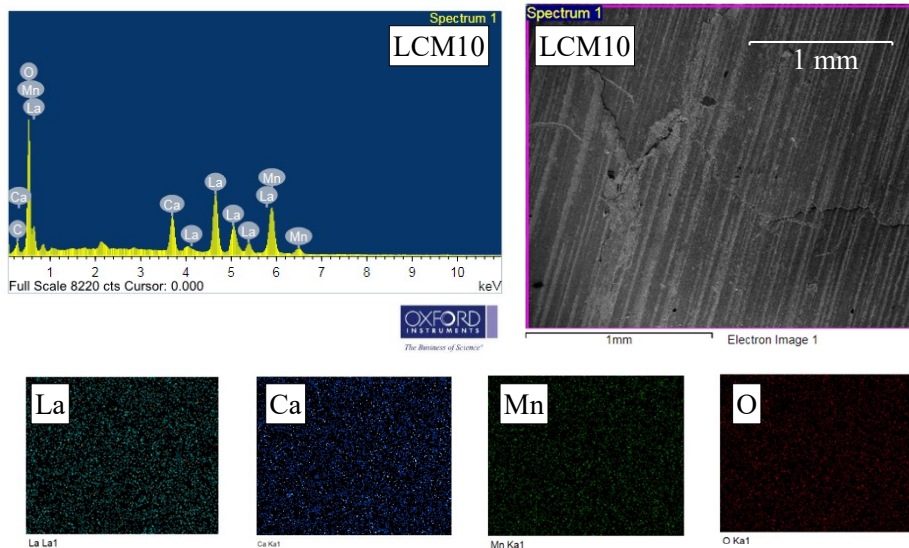 Spectrum 1
LCM10
O
Mn
La
Ca
C
Ca
La
La
La
La
La
Mn
Mn
1 2 3 4 5 6 7 8 9 10
Full Scale 8220 cts Cursor: 0.000 keV
OXFORD
INSTRUMENTS
The Business of Science®
Spectrum 1
LCM10
1 mm
1mm Electron Image 1
La
Ca
Mn
O
La La1
Ca Ka1
Mn Ka1
O Ka1